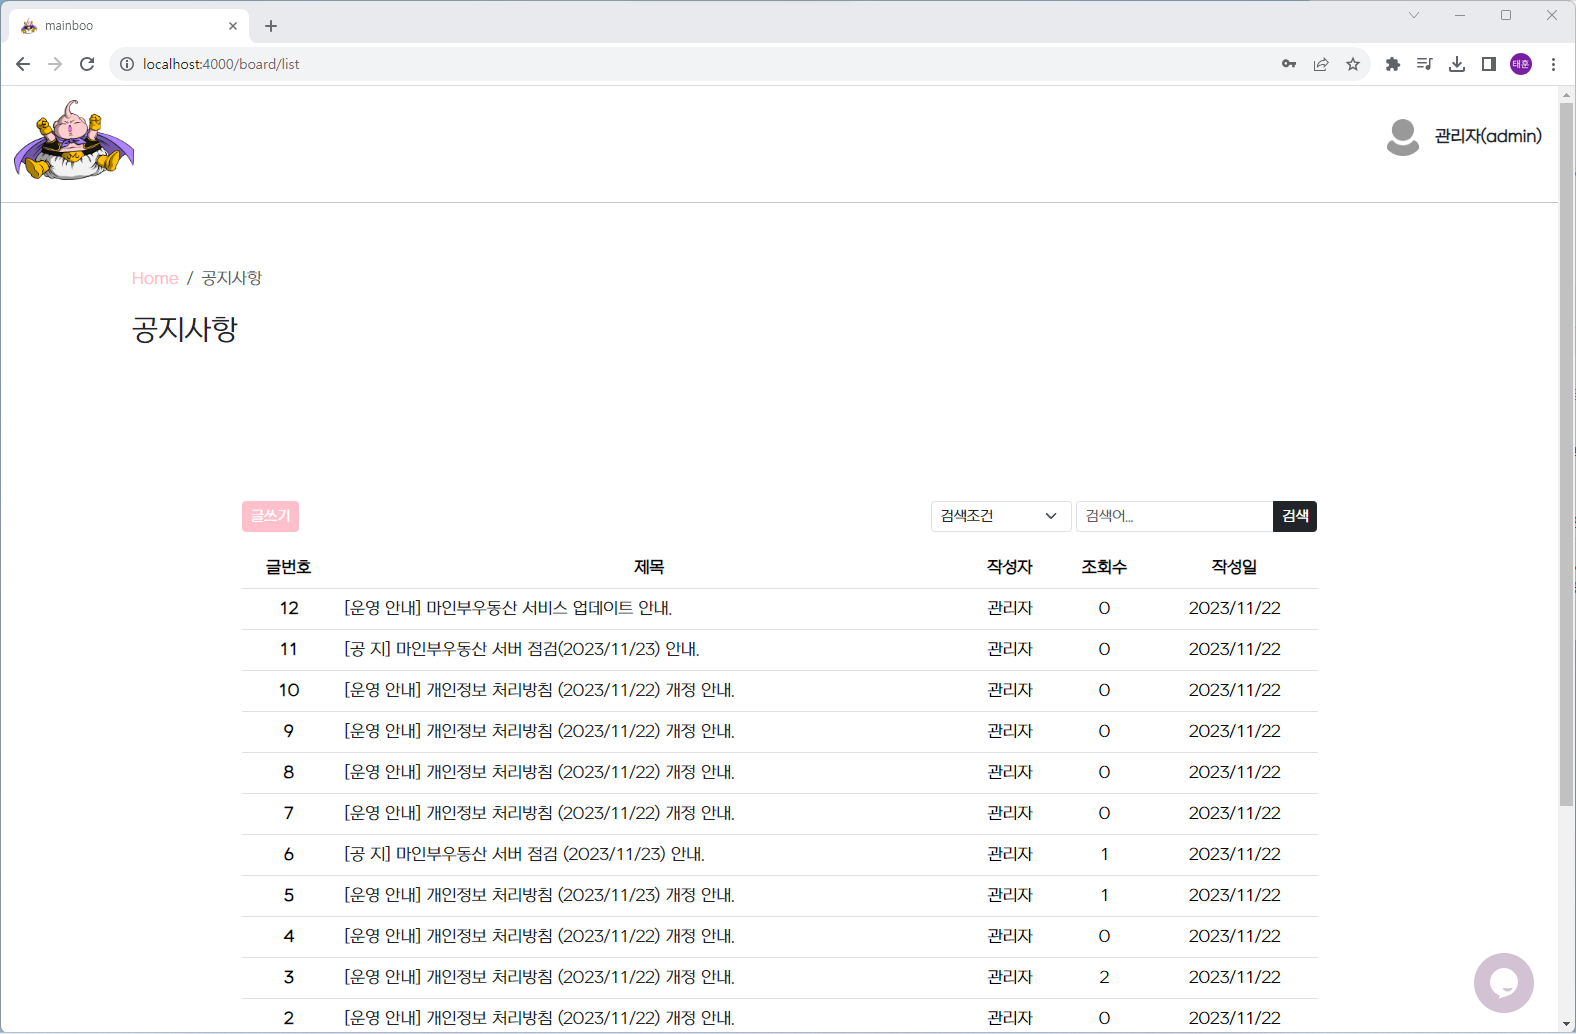 mainboo
localhost:4000/board/list
태훈
관리자(admin)
Home / 공지사항
공지사항
글쓰기
검색조건
검색어...
검색
글번호 제목 작성자 조회수 작성일
12 [운영 안내] 마인부우동산 서비스 업데이트 안내. 관리자 0 2023/11/22
11 [공 지] 마인부우동산 서버 점검(2023/11/23) 안내. 관리자 0 2023/11/22
10 [운영 안내] 개인정보 처리방침 (2023/11/22) 개정 안내. 관리자 0 2023/11/22
9 [운영 안내] 개인정보 처리방침 (2023/11/22) 개정 안내. 관리자 0 2023/11/22
8 [운영 안내] 개인정보 처리방침 (2023/11/22) 개정 안내. 관리자 0 2023/11/22
7 [운영 안내] 개인정보 처리방침 (2023/11/22) 개정 안내. 관리자 0 2023/11/22
6 [공 지] 마인부우동산 서버 점검 (2023/11/23) 안내. 관리자 1 2023/11/22
5 [운영 안내] 개인정보 처리방침 (2023/11/23) 개정 안내. 관리자 1 2023/11/22
4 [운영 안내] 개인정보 처리방침 (2023/11/22) 개정 안내. 관리자 0 2023/11/22
3 [운영 안내] 개인정보 처리방침 (2023/11/22) 개정 안내. 관리자 2 2023/11/22
2 [운영 안내] 개인정보 처리방침 (2023/11/22) 개정 안내. 관리자 0 2023/11/22